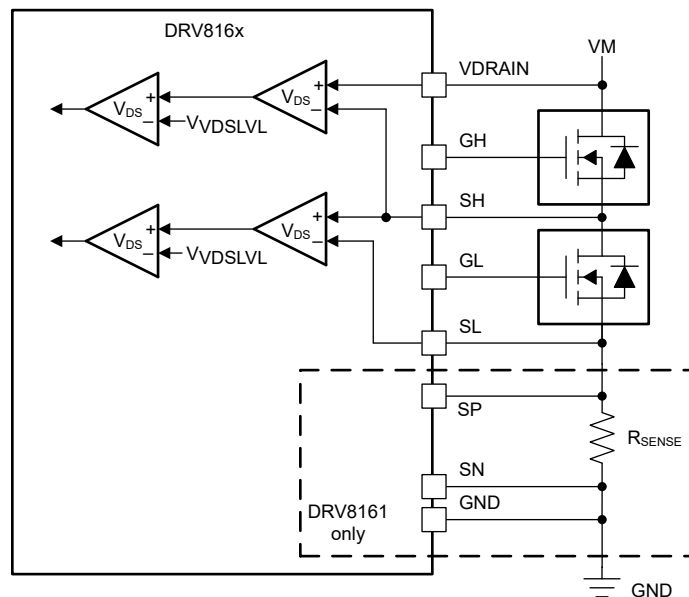 DRV816x
VM
VDRAIN
+
VDS
−
VVDSLVL
+
VDS
−
GH
SH
+
VDS
−
VVDSLVL
+
VDS
−
GL
SL
SP
RSENSE
SN
GND
DRV8161
only
GND